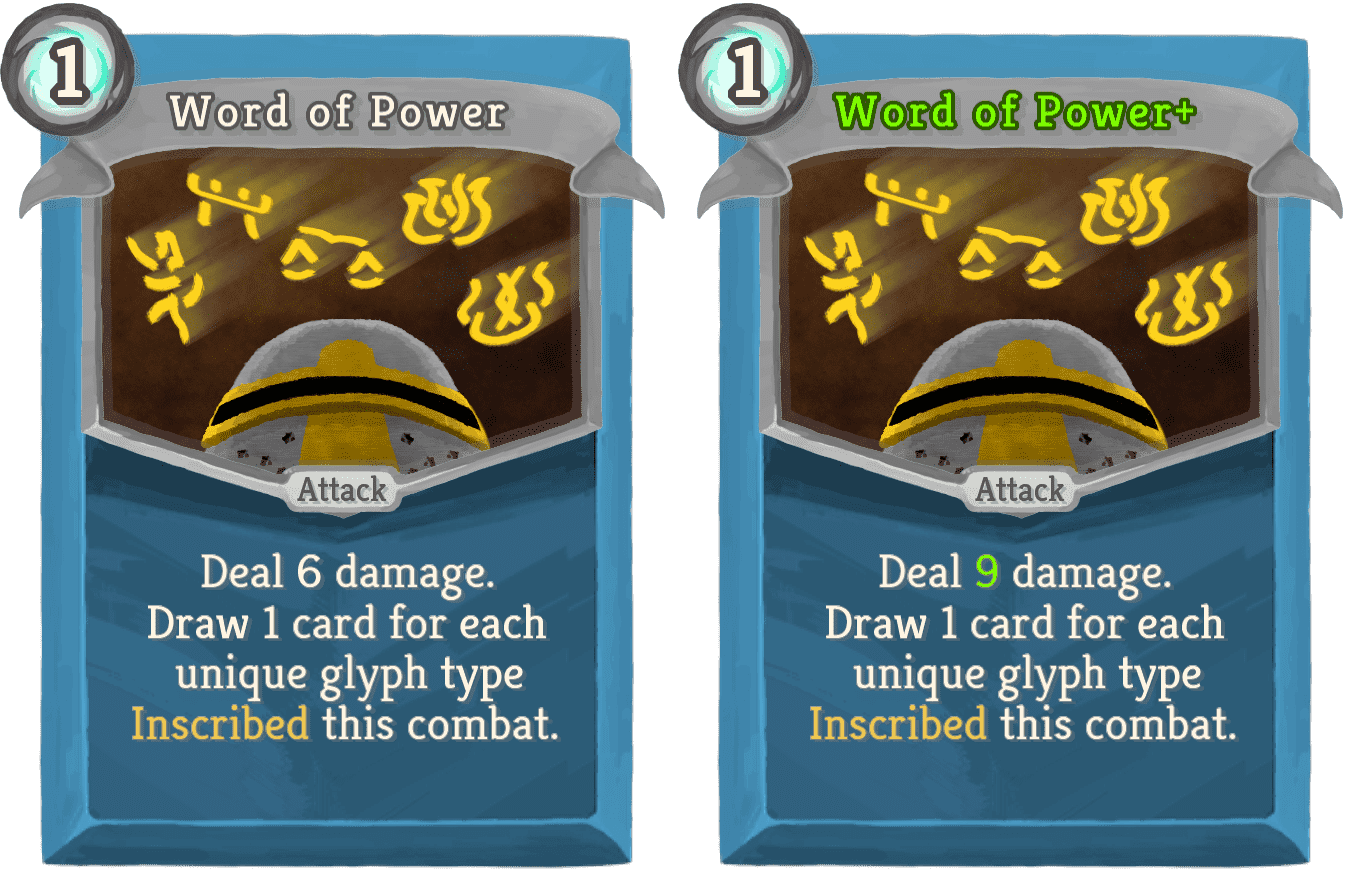 1
Word of Power
Attack
Deal 6 damage.
Draw 1 card for each
unique glyph type
Inscribed this combat.
1
Word of Power+
Attack
Deal 9 damage.
Draw 1 card for each
unique glyph type
Inscribed this combat.